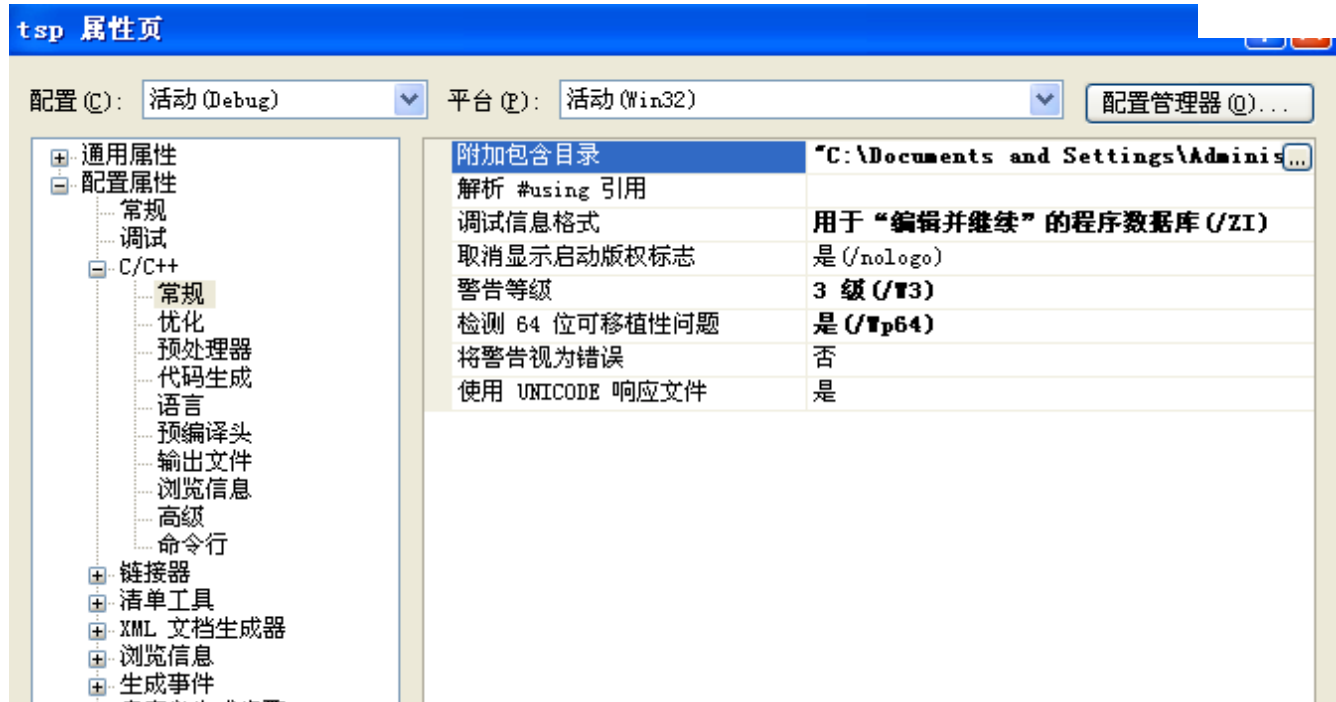 tsp 属性页
配置(C): 活动(Debug) 平台(P): 活动(Win32) 配置管理器(O)...
通用属性
配置属性
常规
调试
C/C++
常规
优化
预处理器
代码生成
语言
预编译头
输出文件
浏览信息
高级
命令行
链接器
清单工具
XML 文档生成器
浏览信息
生成事件
附加包含目录 "C:\Documents and Settings\Adminis...
解析 #using 引用
调试信息格式 用于“编辑并继续”的程序数据库(/ZI)
取消显示启动版权标志 是(/nologo)
警告等级 3 级(/W3)
检测 64 位可移植性问题 是(/Wp64)
将警告视为错误 否
使用 UNICODE 响应文件 是